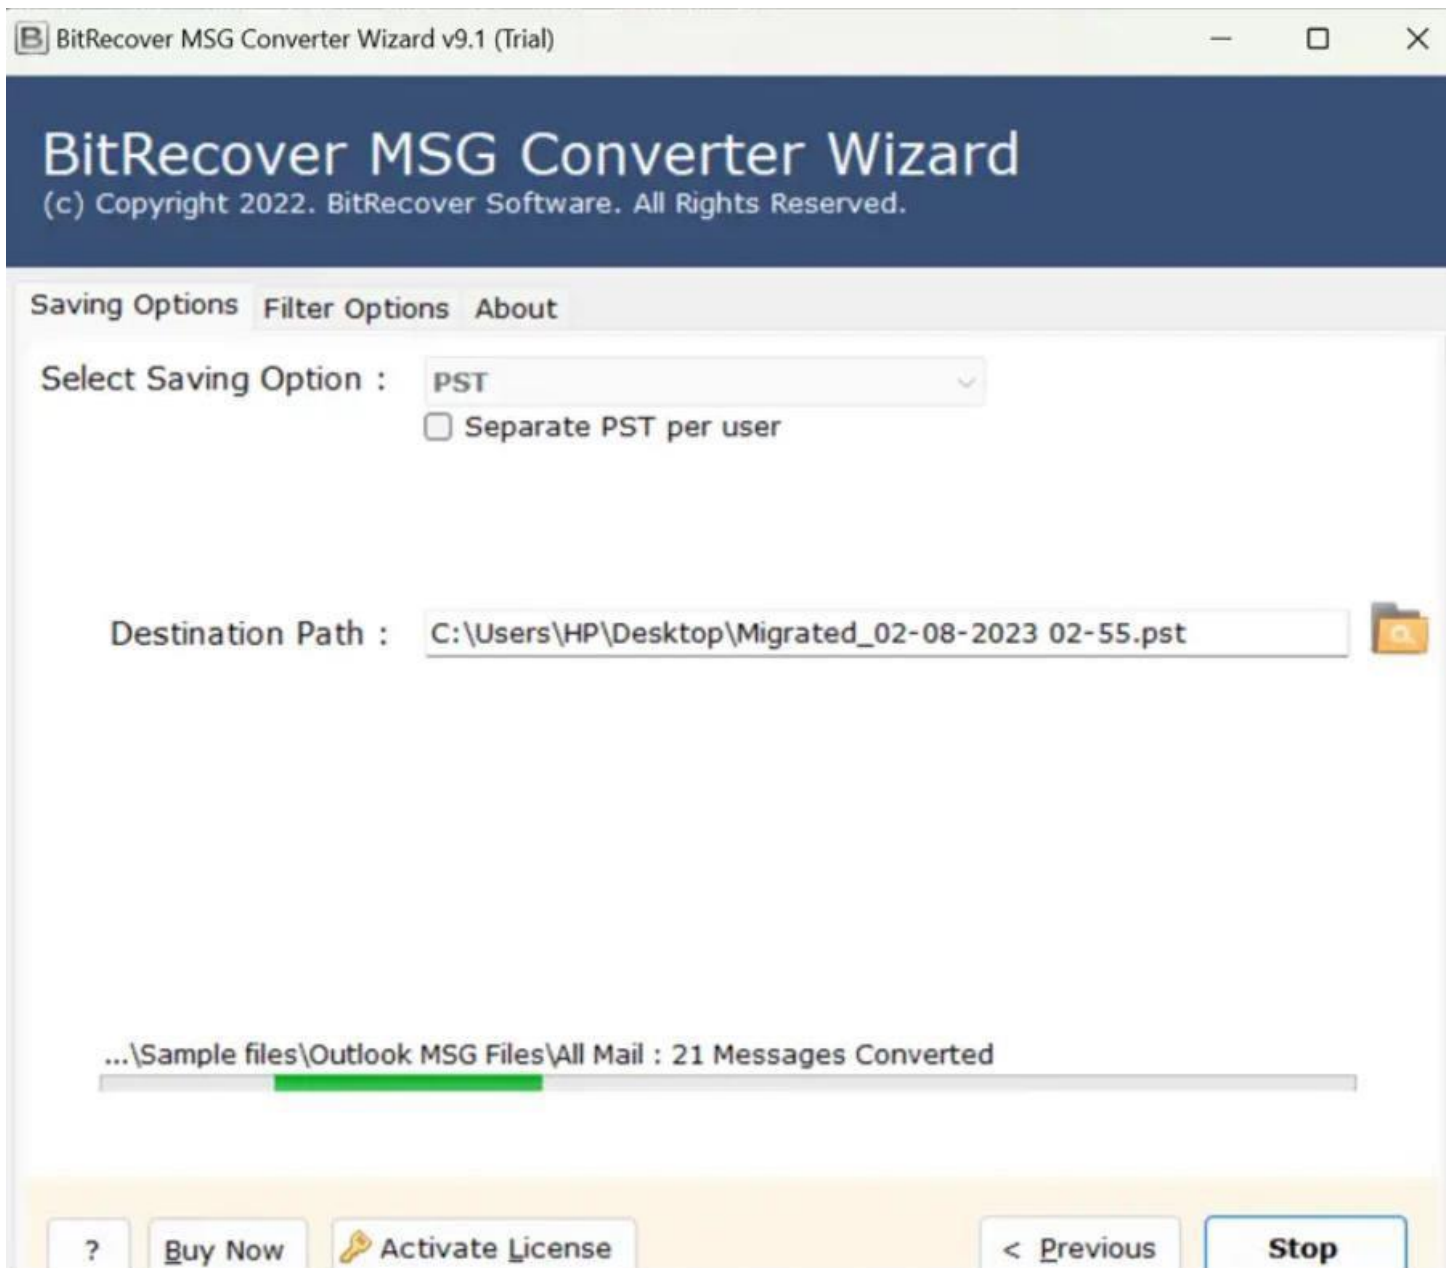 BitRecover MSG Converter Wizard v9.1 (Trial)
BitRecover MSG Converter Wizard
(c) Copyright 2022. BitRecover Software. All Rights Reserved.
Saving Options Filter Options About
Select Saving Option : PST
Separate PST per user
Destination Path : C:\Users\HP\Desktop\Migrated_02-08-2023 02-55.pst
...\Sample files\Outlook MSG Files\All Mail : 21 Messages Converted
? Buy Now Activate License < Previous Stop